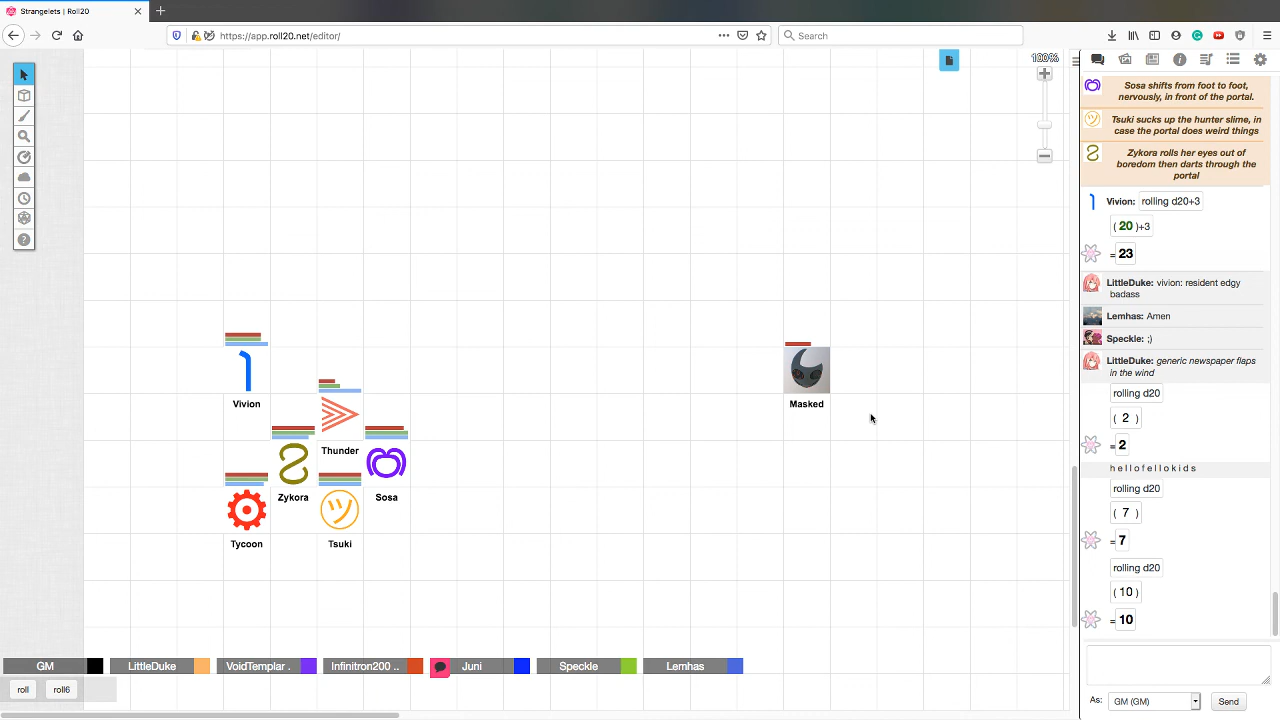 Strangelets | Roll20
https://app.roll20.net/editor/
Search
100%
Sosa shifts from foot to foot,
nervously, in front of the portal.
Tsuki sucks up the hunter slime, in
case the portal does weird things
Zykora rolls her eyes out of
boredom then darts through the
portal
Vivion: rolling d20+3
( 20 )+3
= 23
LittleDuke: vivion: resident edgy
badass
Lemhas: Amen
Speckle: ;)
LittleDuke: generic newspaper flaps
in the wind
rolling d20
( 2 )
= 2
h e l l o f e l l o k i d s
rolling d20
( 7 )
= 7
rolling d20
( 10 )
= 10
Vivion
Masked
Thunder
Zykora
Sosa
ツ
Tycoon
Tsuki
GM
LittleDuke
VoidTemplar .
Infinitron200 ..
Juni
Speckle
Lemhas
roll
roll6
As:
GM (GM)
Send